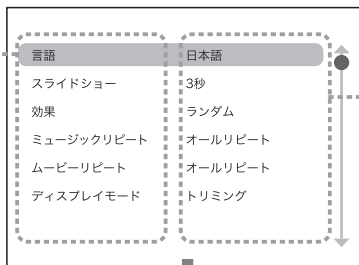 言語 日本語
スライドショー 3秒
効果 ランダム
ミュージックリピート オールリピート
ムービーリピート オールリピート
ディスプレイモード トリミング